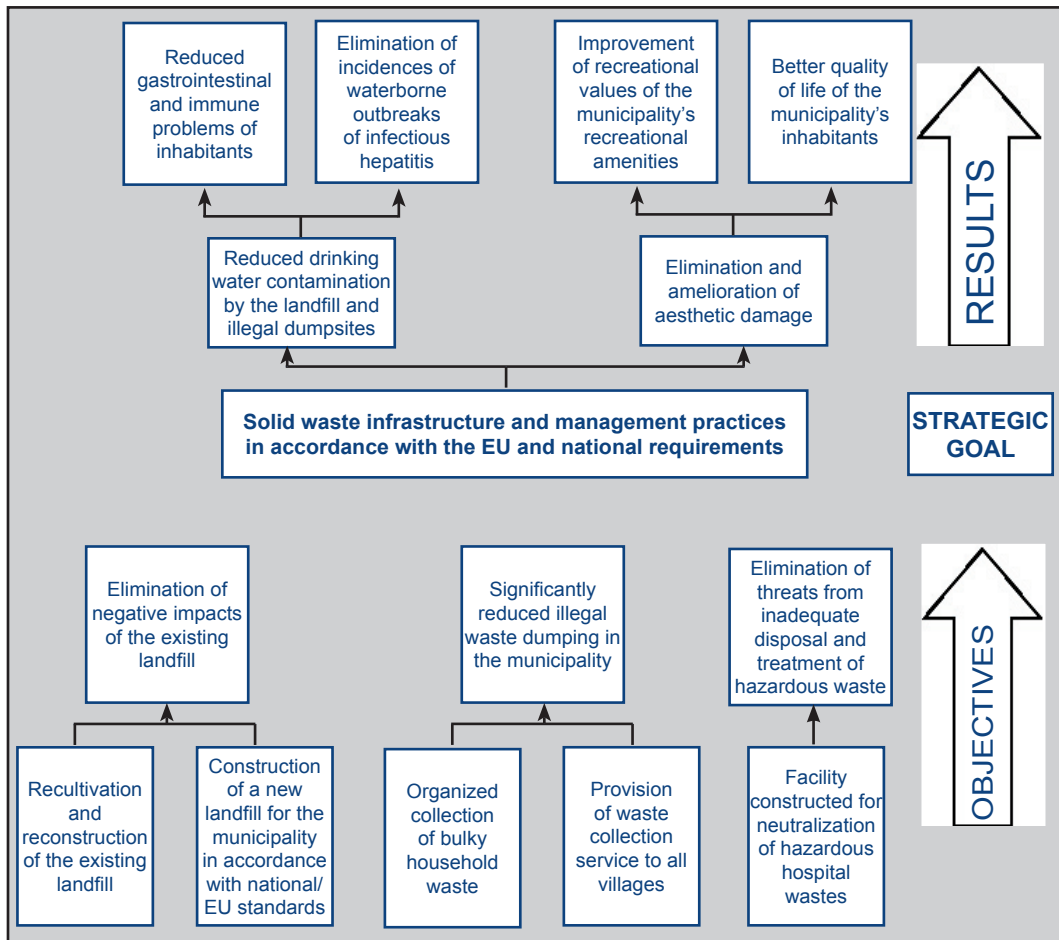 Reduced
gastrointestinal
and immune
problems of
inhabitants
Elimination of
incidences of
waterborne
outbreaks
of infectious
hepatitis
Improvement
of recreational
values of the
municipality's
recreational
amenities
Better quality
of life of the
municipality's
inhabitants
RESULTS
Reduced drinking
water contamination
by the landfill and
illegal dumpsites
Elimination and
amelioration of
aesthetic damage
Solid waste infrastructure and management practices
in accordance with the EU and national requirements
STRATEGIC
GOAL
Elimination of
negative impacts
of the existing
landfill
Significantly
reduced illegal
waste dumping in
the municipality
Elimination of
threats from
inadequate
disposal and
treatment of
hazardous waste
OBJECTIVES
Recultivation
and
reconstruction
of the existing
landfill
Construction
of a new
landfill for the
municipality
in accordance
with national/
EU standards
Organized
collection
of bulky
household
waste
Provision
of waste
collection
service to all
villages
Facility
constructed for
neutralization
of hazardous
hospital
wastes